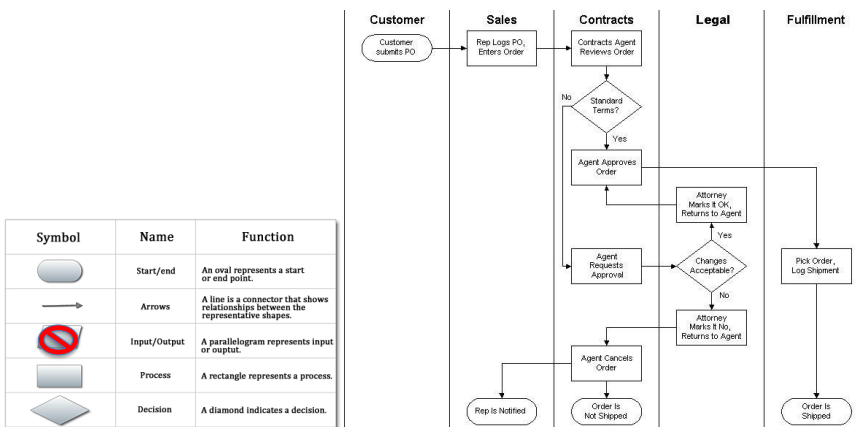 Customer
Sales
Contracts
Legal
Fulfillment
Customer
submits PO
Rep Logs PO,
Enters Order
Contracts Agent
Reviews Order
No
Standard
Terms?
Yes
Agent Approves
Order
Attorney
Marks It OK,
Returns to Agent
Yes
Agent
Requests
Approval
Changes
Acceptable?
Pick Order,
Log Shipment
No
Attorney
Marks It No,
Returns to Agent
Agent Cancels
Order
Rep Is Notified
Order Is
Not Shipped
Order Is
Shipped
Symbol
Name
Function
Start/end
An oval represents a start
or end point.
Arrows
A line is a connector that shows
relationships between the
representative shapes.
Input/Output
A parallelogram represents input
or ouptut.
Process
A rectangle represents a process.
Decision
A diamond indicates a decision.